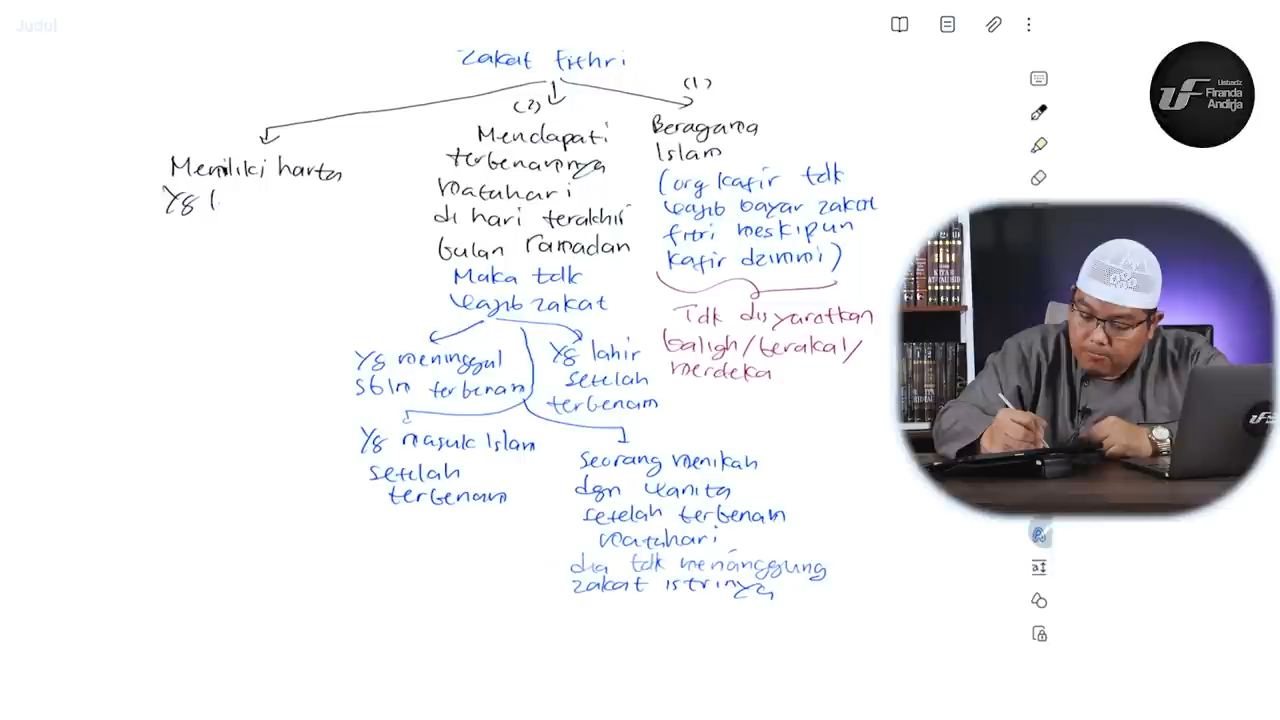 Judul
Ustadz
Firanda
Andirja
Zakat Fithri
(1)
Beragama
Islam
(org kafir tdk
wajib bayar zakat
fitri meskipun
kafir dzimmi)
Tdk disyaratkan
baligh/berakal/
merdeka
(2)
Mendapati
terbenamnya
matahari
di hari terakhir
bulan Ramadan
Maka tdk
wajib zakat
Yg meninggal
sblm terbenam
Yg lahir
setelah
terbenam
Yg masuk Islam
setelah
terbenam
Seorang menikah
dgn wanita
setelah terbenam
matahari
dia tdk menanggung
zakat istrinya
Memiliki harta
Yg